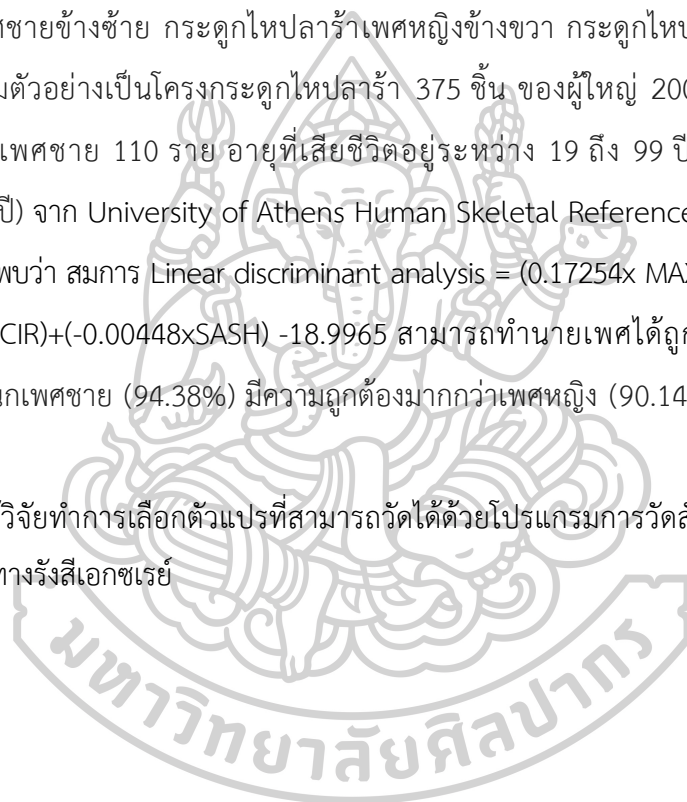 ศชายข้างซ้าย กระดูกไหปลาร้าเพศหญิงข้างขวา กระดูกไหป
มตัวอย่างเป็นโครงกระดูกไหปลาร้า 375 ชิ้น ของผู้ใหญ่ 200
เพศชาย 110 ราย อายุที่เสียชีวิตอยู่ระหว่าง 19 ถึง 99 ปี
ปี) จาก University of Athens Human Skeletal Reference
พบว่า สมการ Linear discriminant analysis = (0.17254x MAX
CIR)+(-0.00448xSASH) -18.9965 สามารถทำนายเพศได้ถูก
นกเพศชาย (94.38%) มีความถูกต้องมากกว่าเพศหญิง (90.14
วิจัยทำการเลือกตัวแปรที่สามารถวัดได้ด้วยโปรแกรมการวัดสั
ทางรังสีเอกซเรย์
มหาวิทยาลัยศิลปากร